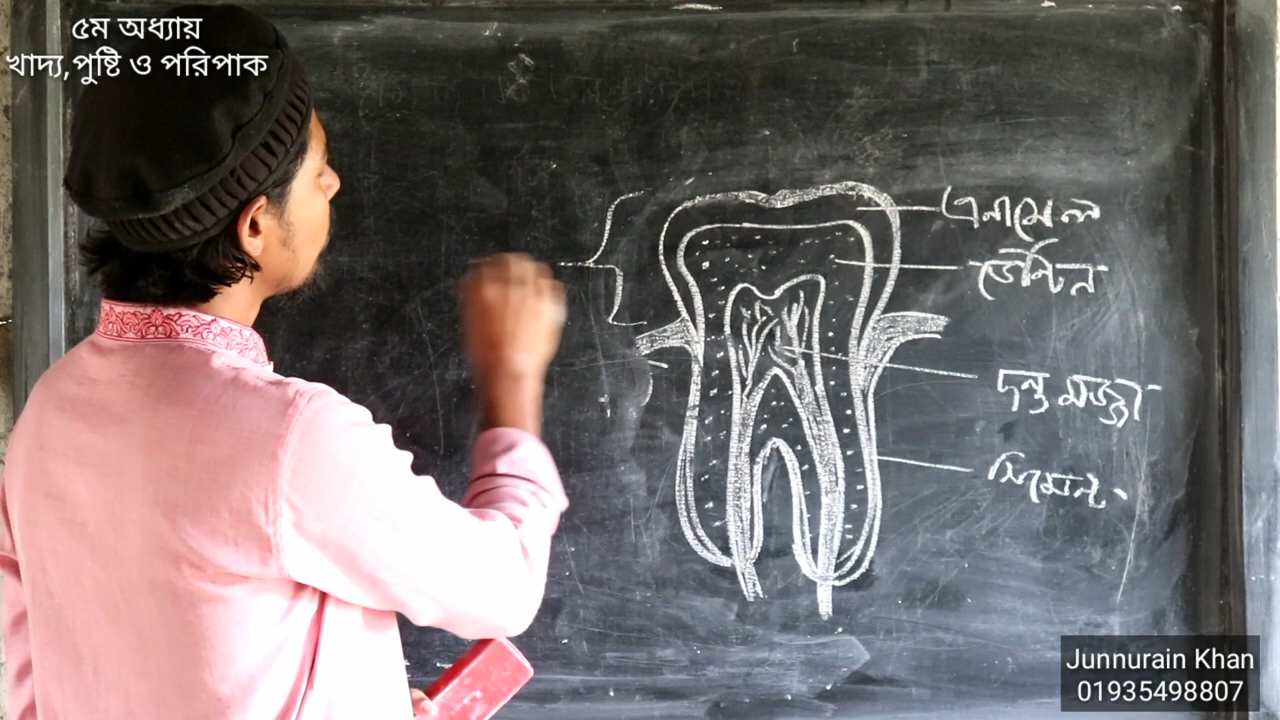 ৫ম অধ্যায়
খাদ্য,পুষ্টি ও পরিপাক
এনামেল
ডেন্টিন
দন্ত মজ্জা
সিমেন্ট
Junnurain Khan
01935498807